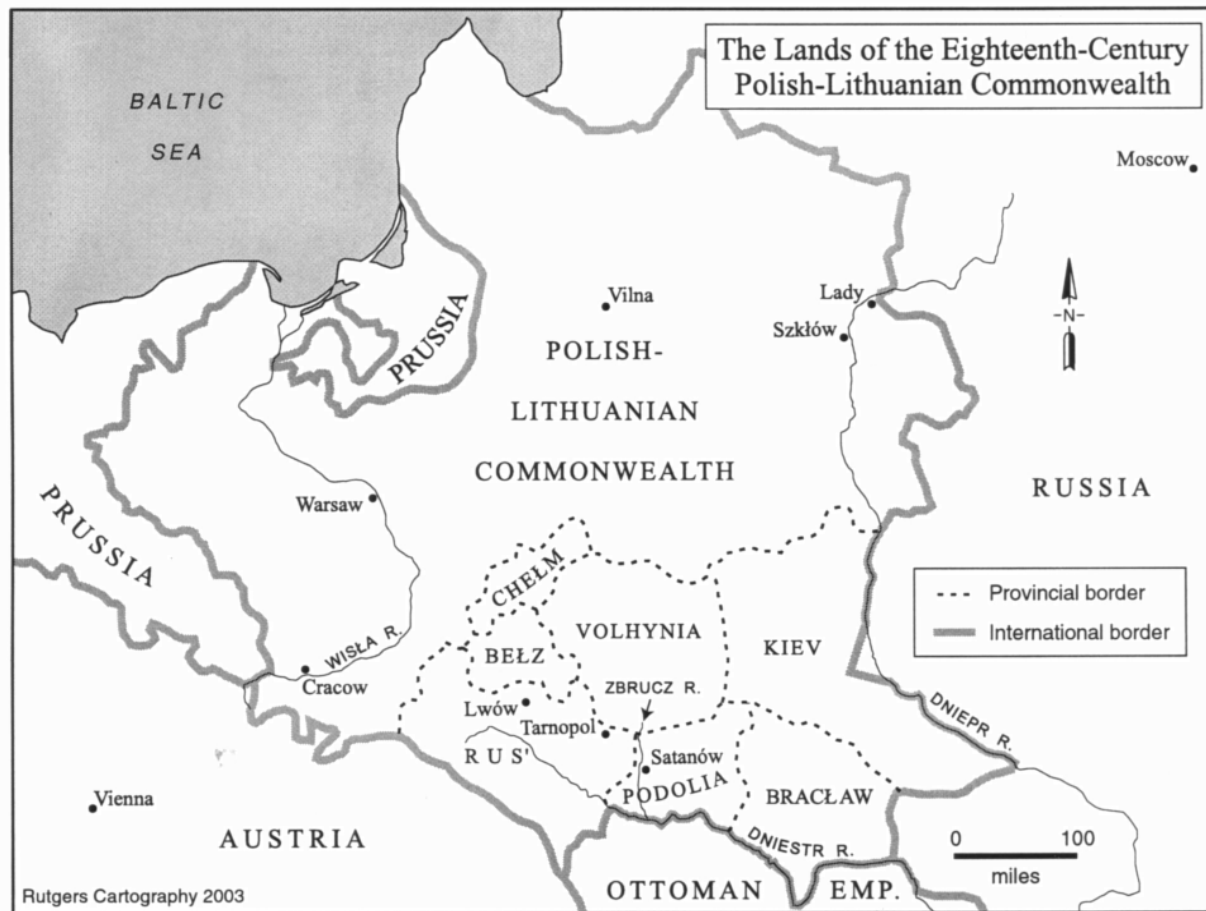 The Lands of the Eighteenth-Century
Polish-Lithuanian Commonwealth
BALTIC
SEA
Moscow
Vilna
Lady
Szkłów
-N-
PRUSSIA
POLISH-
LITHUANIAN
COMMONWEALTH
PRUSSIA
Warsaw
RUSSIA
CHEŁM
Provincial border
International border
VOLHYNIA
KIEV
BEŁZ
WISŁA R.
Cracow
ZBRUCZ R.
Lwów
Tarnopol
DNIEPR R.
RUS'
Satanów
PODOLIA
BRACŁAW
Vienna
AUSTRIA
DNIESTR R.
0 100
miles
OTTOMAN EMP.
Rutgers Cartography 2003